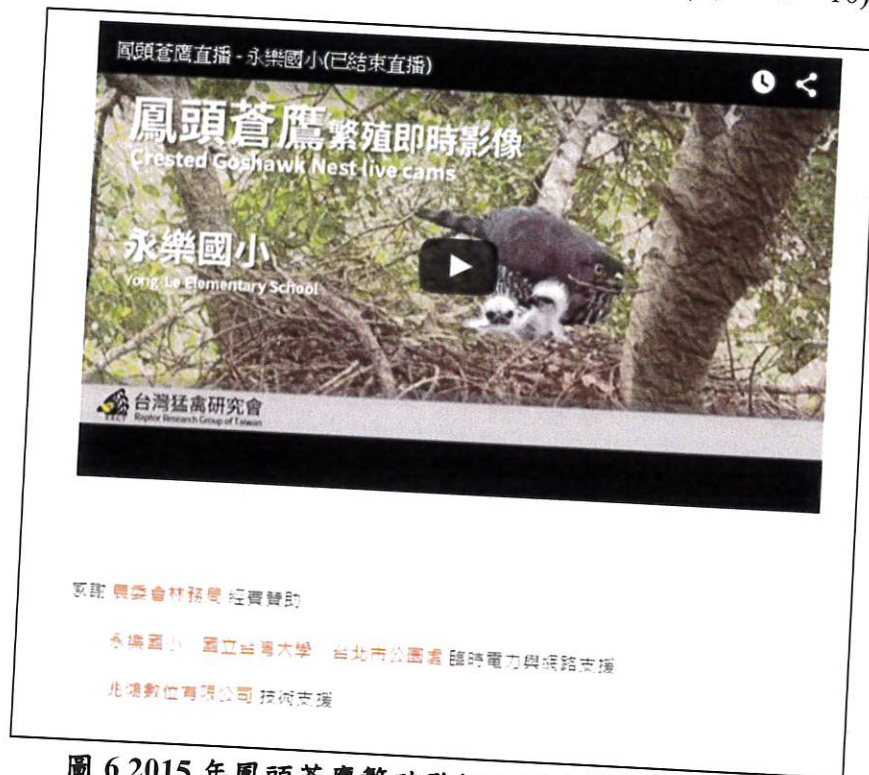 10)
鳳頭蒼鷹直播 - 永樂國小(已結束直播)
鳳頭蒼鷹繁殖即時影像
Crested Goshawk Nest live cams
永樂國小
Yong-Le Elementary School
台灣猛禽研究會
Raptor Research Group of Taiwan
感謝 農委會林務局 經費贊助
永樂國小 國立台灣大學 台北市公園處 臨時電力與網路支援
兆鴻數位有限公司 技術支援
圖 6 2015 年鳳頭蒼鷹繁殖